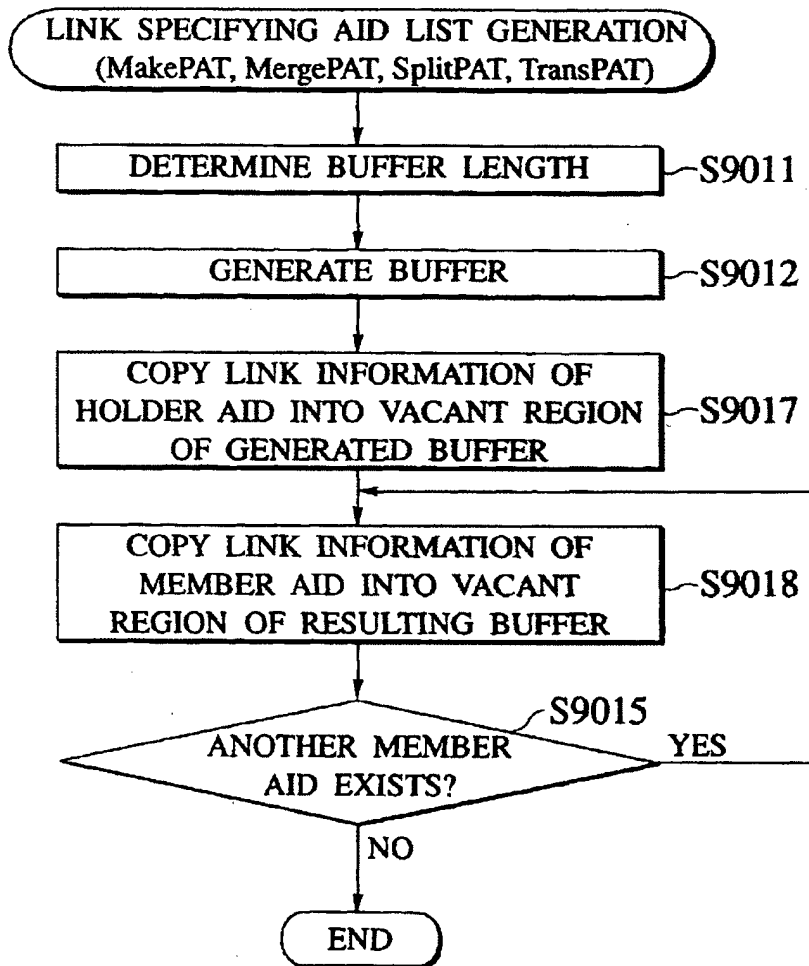 LINK SPECIFYING AID LIST GENERATION
(MakePAT, MergePAT, SplitPAT, TransPAT)
DETERMINE BUFFER LENGTH
S9011
GENERATE BUFFER
S9012
COPY LINK INFORMATION OF
HOLDER AID INTO VACANT REGION
OF GENERATED BUFFER
S9017
COPY LINK INFORMATION OF
MEMBER AID INTO VACANT
REGION OF RESULTING BUFFER
S9018
S9015
ANOTHER MEMBER
AID EXISTS?
YES
NO
END